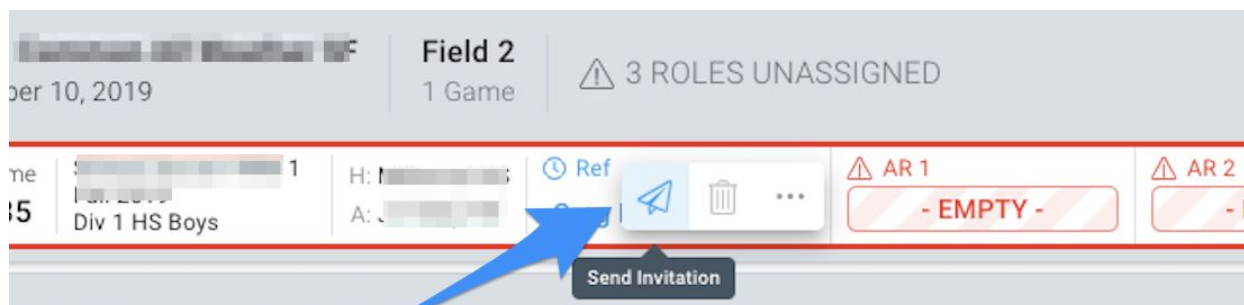 Field 2
ber 10, 2019
1 Game
3 ROLES UNASSIGNED
me
1
Div 1 HS Boys
H:
A:
Ref
AR 1
- EMPTY -
AR 2
Send Invitation